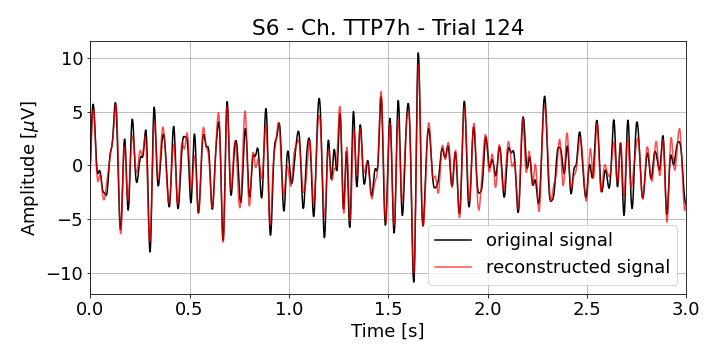 S6 - Ch. TTP7h - Trial 124
Amplitude [μV]
10
5
0
−5
−10
original signal
reconstructed signal
0.0 0.5 1.0 1.5 2.0 2.5 3.0
Time [s]